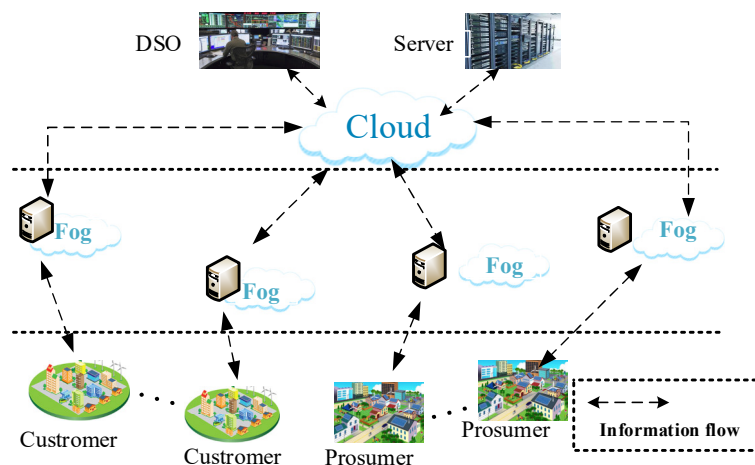 DSO
Server
Cloud
Fog
Fog
Fog
Fog
Custromer
Custromer
Prosumer
Prosumer
Information flow